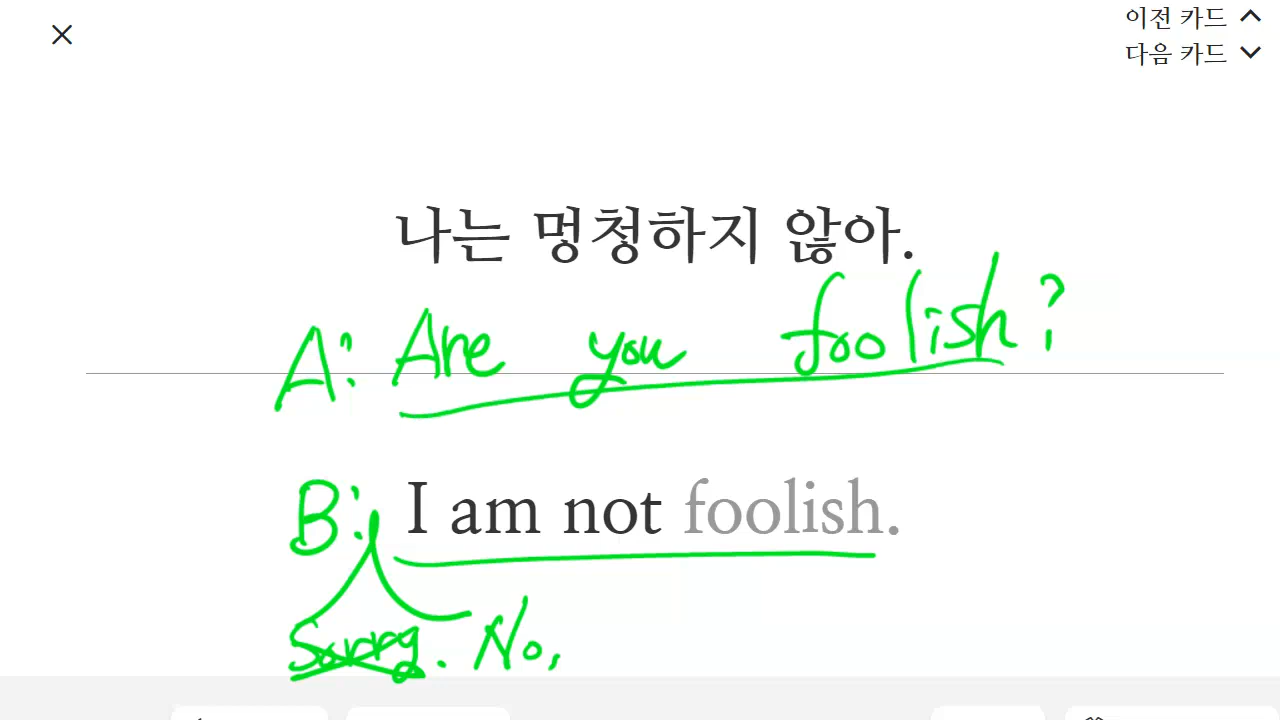 이전 카드
다음 카드
나는 멍청하지 않아.
A: Are you foolish?
B: I am not foolish.
Sorry. No,